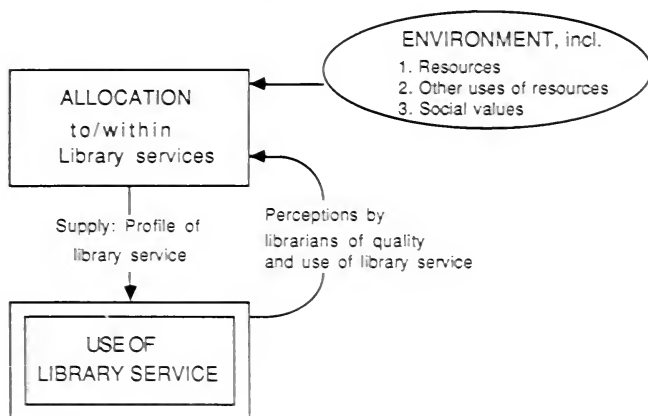 ENVIRONMENT, incl.
1. Resources
2. Other uses of resources
3. Social values
ALLOCATION
to/within
Library services
Supply: Profile of
library service
Perceptions by
librarians of quality
and use of library service
USE OF
LIBRARY SERVICE